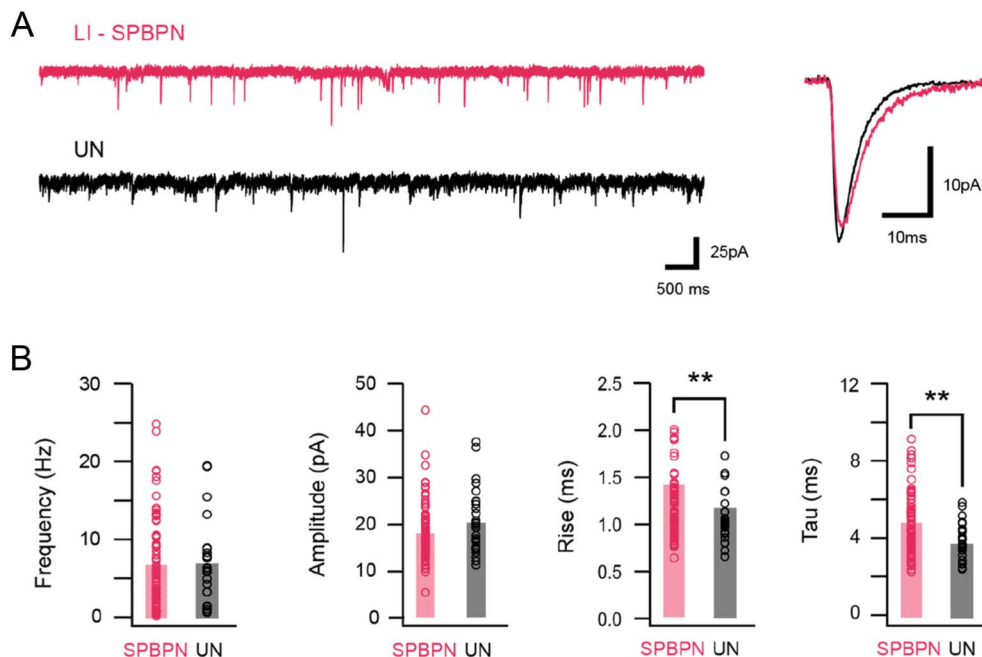 A
LI - SPBPN
UN
25pA
500 ms
10pA
10ms
B
Frequency (Hz)
30
20
10
0
SPBPN UN
Amplitude (pA)
50
40
30
20
10
0
SPBPN UN
Rise (ms)
2.5
2.0
1.5
1.0
0.5
0.0
**
SPBPN UN
Tau (ms)
12
8
4
0
**
SPBPN UN